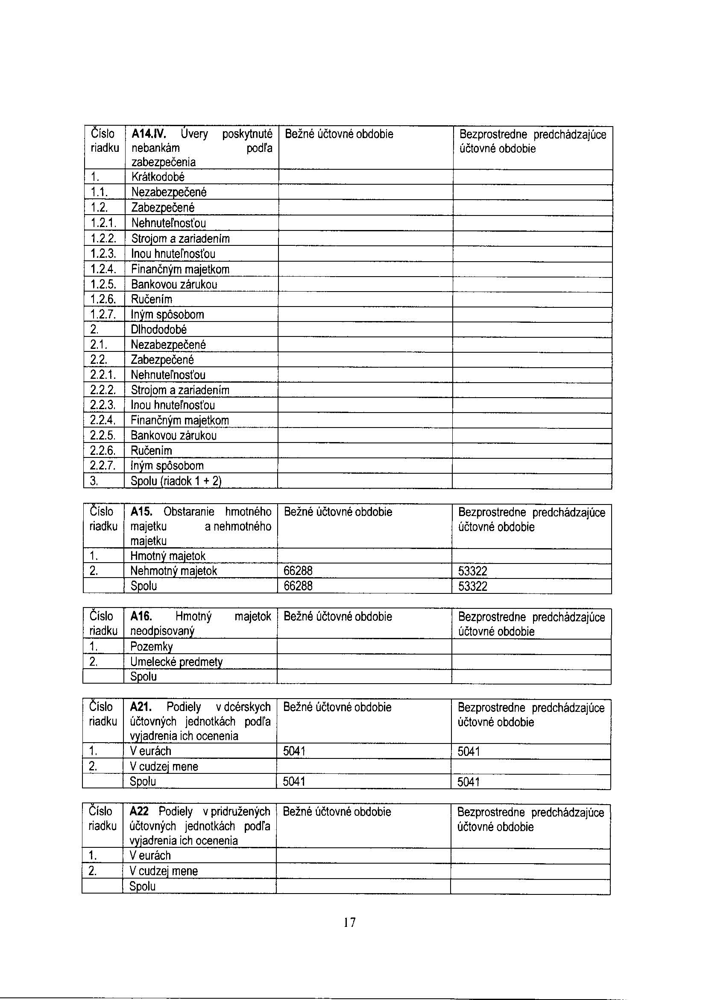 Číslo A14.IV. Úvery poskytnuté Bežné účtovné obdobie Bezprostredne predchádzajúce
riadku nebankám podľa účtovné obdobie
zabezpečenia
1. Krátkodobé
1.1. Nezabezpečené
1.2. Zabezpečené
1.2.1. Nehnuteľnosťou
1.2.2. Strojom a zariadením
1.2.3. Inou hnuteľnosťou
1.2.4. Finančným majetkom
1.2.5. Bankovou zárukou
1.2.6. Ručením
1.2.7. Iným spôsobom
2. Dlhododobé
2.1. Nezabezpečené
2.2. Zabezpečené
2.2.1. Nehnuteľnosťou
2.2.2. Strojom a zariadením
2.2.3. Inou hnuteľnosťou
2.2.4. Finančným majetkom
2.2.5. Bankovou zárukou
2.2.6. Ručením
2.2.7. Iným spôsobom
3. Spolu (riadok 1 + 2)
Číslo A15. Obstaranie hmotného Bežné účtovné obdobie Bezprostredne predchádzajúce
riadku majetku a nehmotného účtovné obdobie
majetku
1. Hmotný majetok
2. Nehmotný majetok 66288 53322
Spolu 66288 53322
Číslo A16. Hmotný majetok Bežné účtovné obdobie Bezprostredne predchádzajúce
riadku neodpisovaný účtovné obdobie
1. Pozemky
2. Umelecké predmety
Spolu
Číslo A21. Podiely v dcérskych Bežné účtovné obdobie Bezprostredne predchádzajúce
riadku účtovných jednotkách podľa účtovné obdobie
vyjadrenia ich ocenenia
1. V eurách 5041 5041
2. V cudzej mene
Spolu 5041 5041
Číslo A22 Podiely v pridružených Bežné účtovné obdobie Bezprostredne predchádzajúce
riadku účtovných jednotkách podľa účtovné obdobie
vyjadrenia ich ocenenia
1. V eurách
2. V cudzej mene
Spolu
17